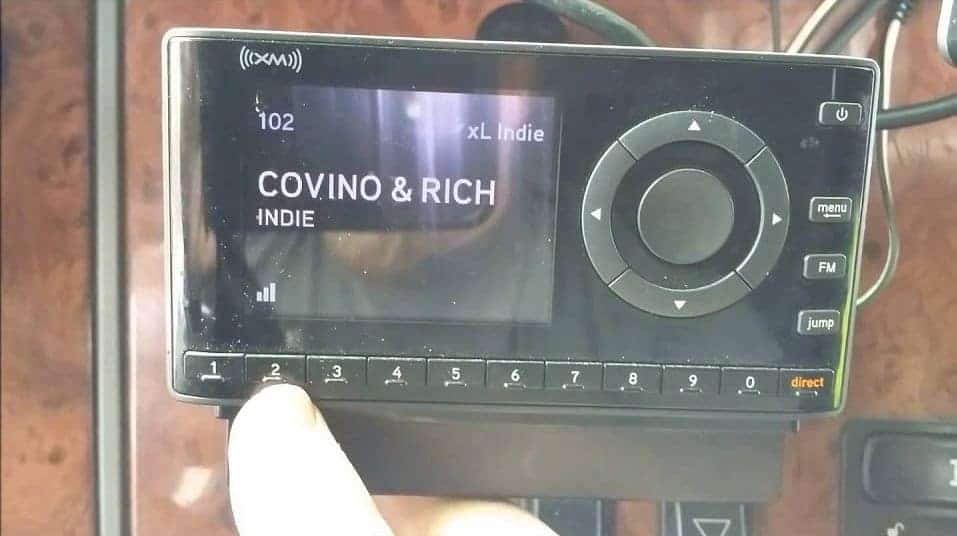 ((XM))
102
xL Indie
COVINO & RICH
INDIE
menu
FM
jump
1 2 3 4 5 6 7 8 9 0 direct